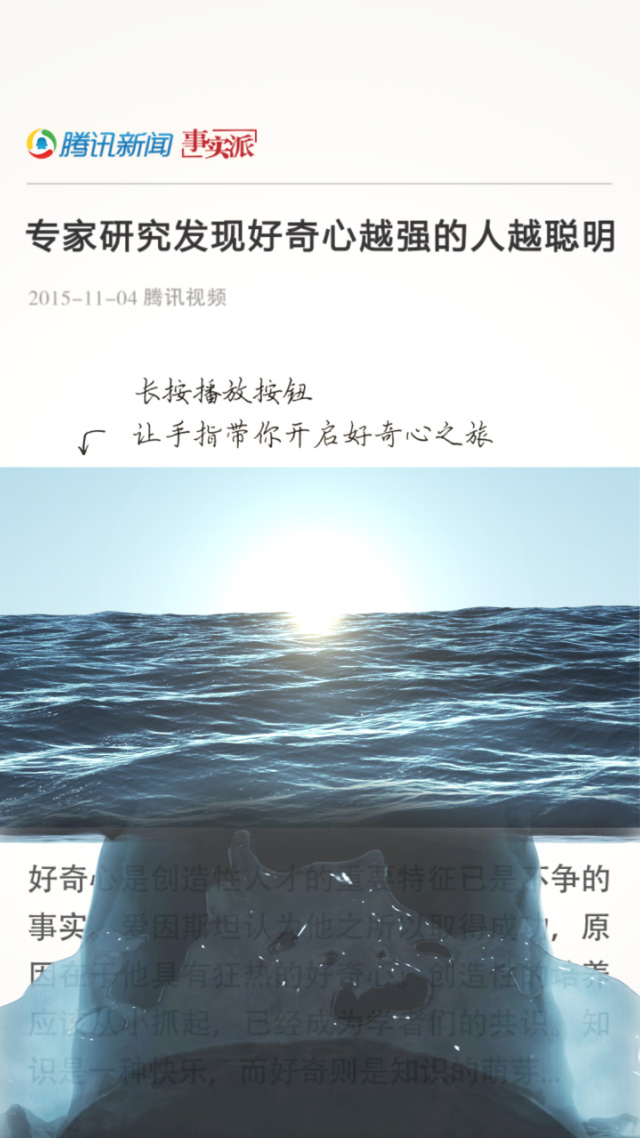 腾讯新闻 事实派
专家研究发现好奇心越强的人越聪明
2015-11-04 腾讯视频
长按播放按钮
让手指带你开启好奇心之旅
好奇心是创造性人才的重要特征已是不争的
事实，爱因斯坦认为他之所以取得成功，原
因在于他具有狂热的好奇心。创造性的培养
应该从小抓起，已经成为学者们的共识。知
识是一种快乐，而好奇则是知识的萌芽...